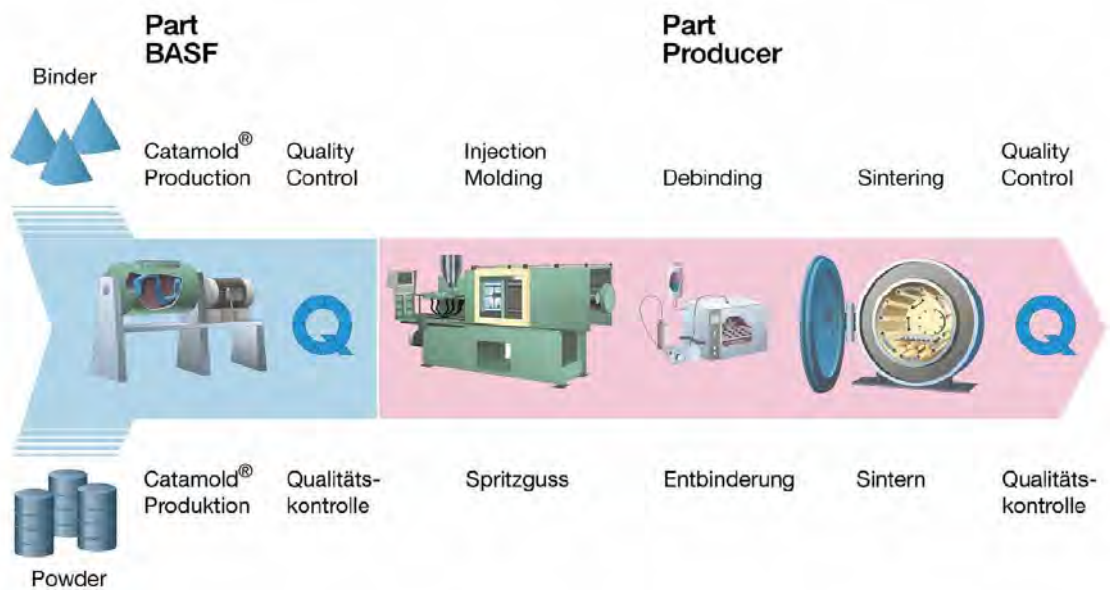 Part
BASF
Part
Producer
Binder
Catamold®
Production
Quality
Control
Injection
Molding
Debinding
Sintering
Quality
Control
Q
Q
Catamold®
Produktion
Qualitäts-
kontrolle
Spritzguss
Entbinderung
Sintern
Qualitäts-
kontrolle
Powder